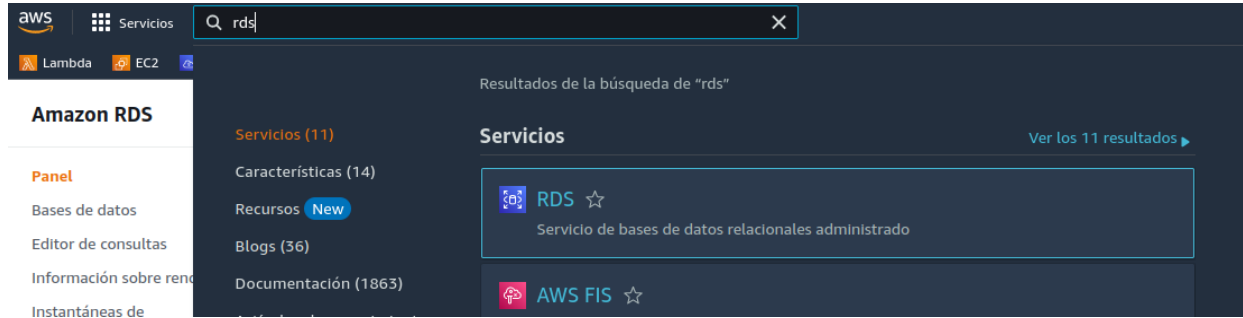 aws
Servicios
rds
Lambda
EC2
Resultados de la búsqueda de "rds"
Amazon RDS
Panel
Bases de datos
Editor de consultas
Información sobre
Instantáneas de
Servicios (11)
Características (14)
Recursos New
Blogs (36)
Documentación (1863)
Servicios
Ver los 11 resultados
RDS
Servicio de bases de datos relacionales administrado
AWS FIS